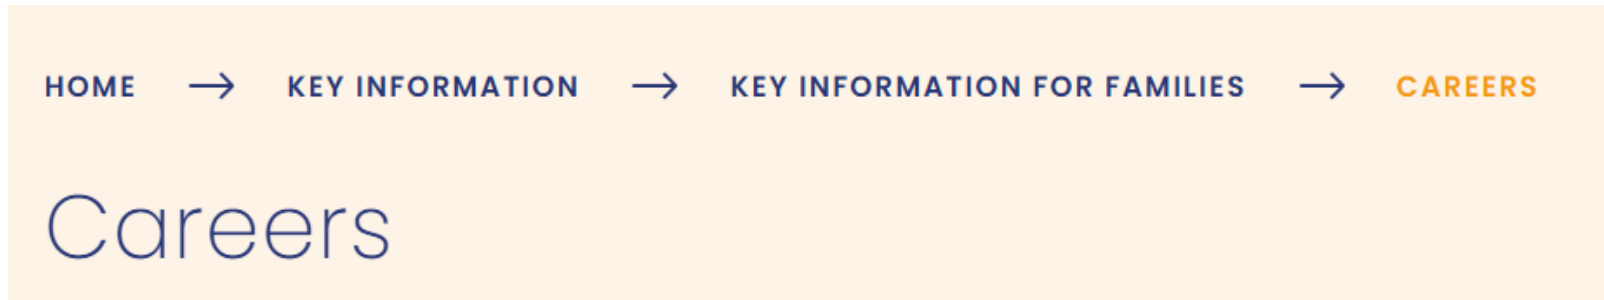 HOME → KEY INFORMATION → KEY INFORMATION FOR FAMILIES → CAREERS
Careers